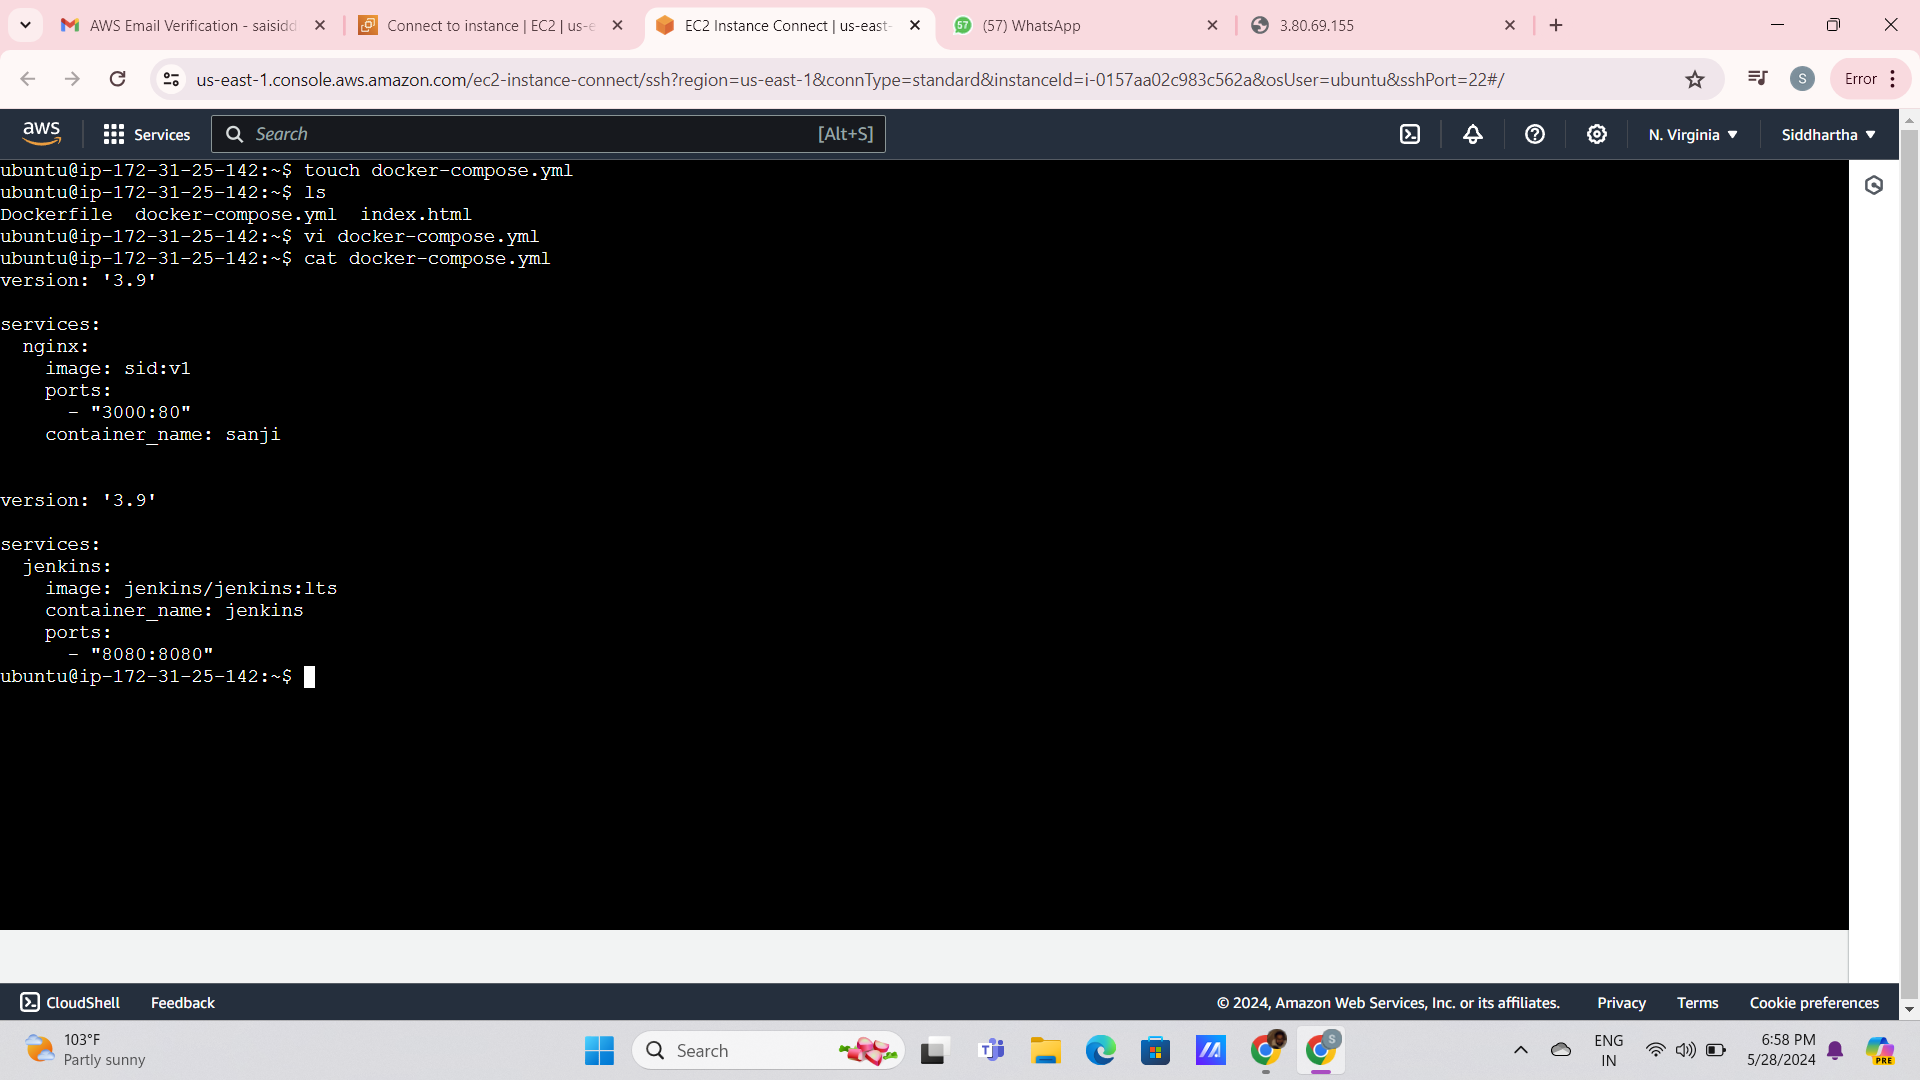 AWS Email Verification - saisidd
Connect to instance | EC2 | us-e
EC2 Instance Connect | us-east-
57
(57) WhatsApp
3.80.69.155
us-east-1.console.aws.amazon.com/ec2-instance-connect/ssh?region=us-east-1&connType=standard&instanceId=i-0157aa02c983c562a&osUser=ubuntu&sshPort=22#/
S
Error
aws
Services
Search
[Alt+S]
N. Virginia
Siddhartha
ubuntu@ip-172-31-25-142:~$ touch docker-compose.yml
ubuntu@ip-172-31-25-142:~$ ls
Dockerfile  docker-compose.yml  index.html
ubuntu@ip-172-31-25-142:~$ vi docker-compose.yml
ubuntu@ip-172-31-25-142:~$ cat docker-compose.yml
version: '3.9'
services:
  nginx:
    image: sid:v1
    ports:
      - "3000:80"
    container_name: sanji
version: '3.9'
services:
  jenkins:
    image: jenkins/jenkins:lts
    container_name: jenkins
    ports:
      - "8080:8080"
ubuntu@ip-172-31-25-142:~$
CloudShell
Feedback
© 2024, Amazon Web Services, Inc. or its affiliates.
Privacy
Terms
Cookie preferences
103°F
Partly sunny
Search
S
ENG
IN
6:58 PM
5/28/2024
PRE